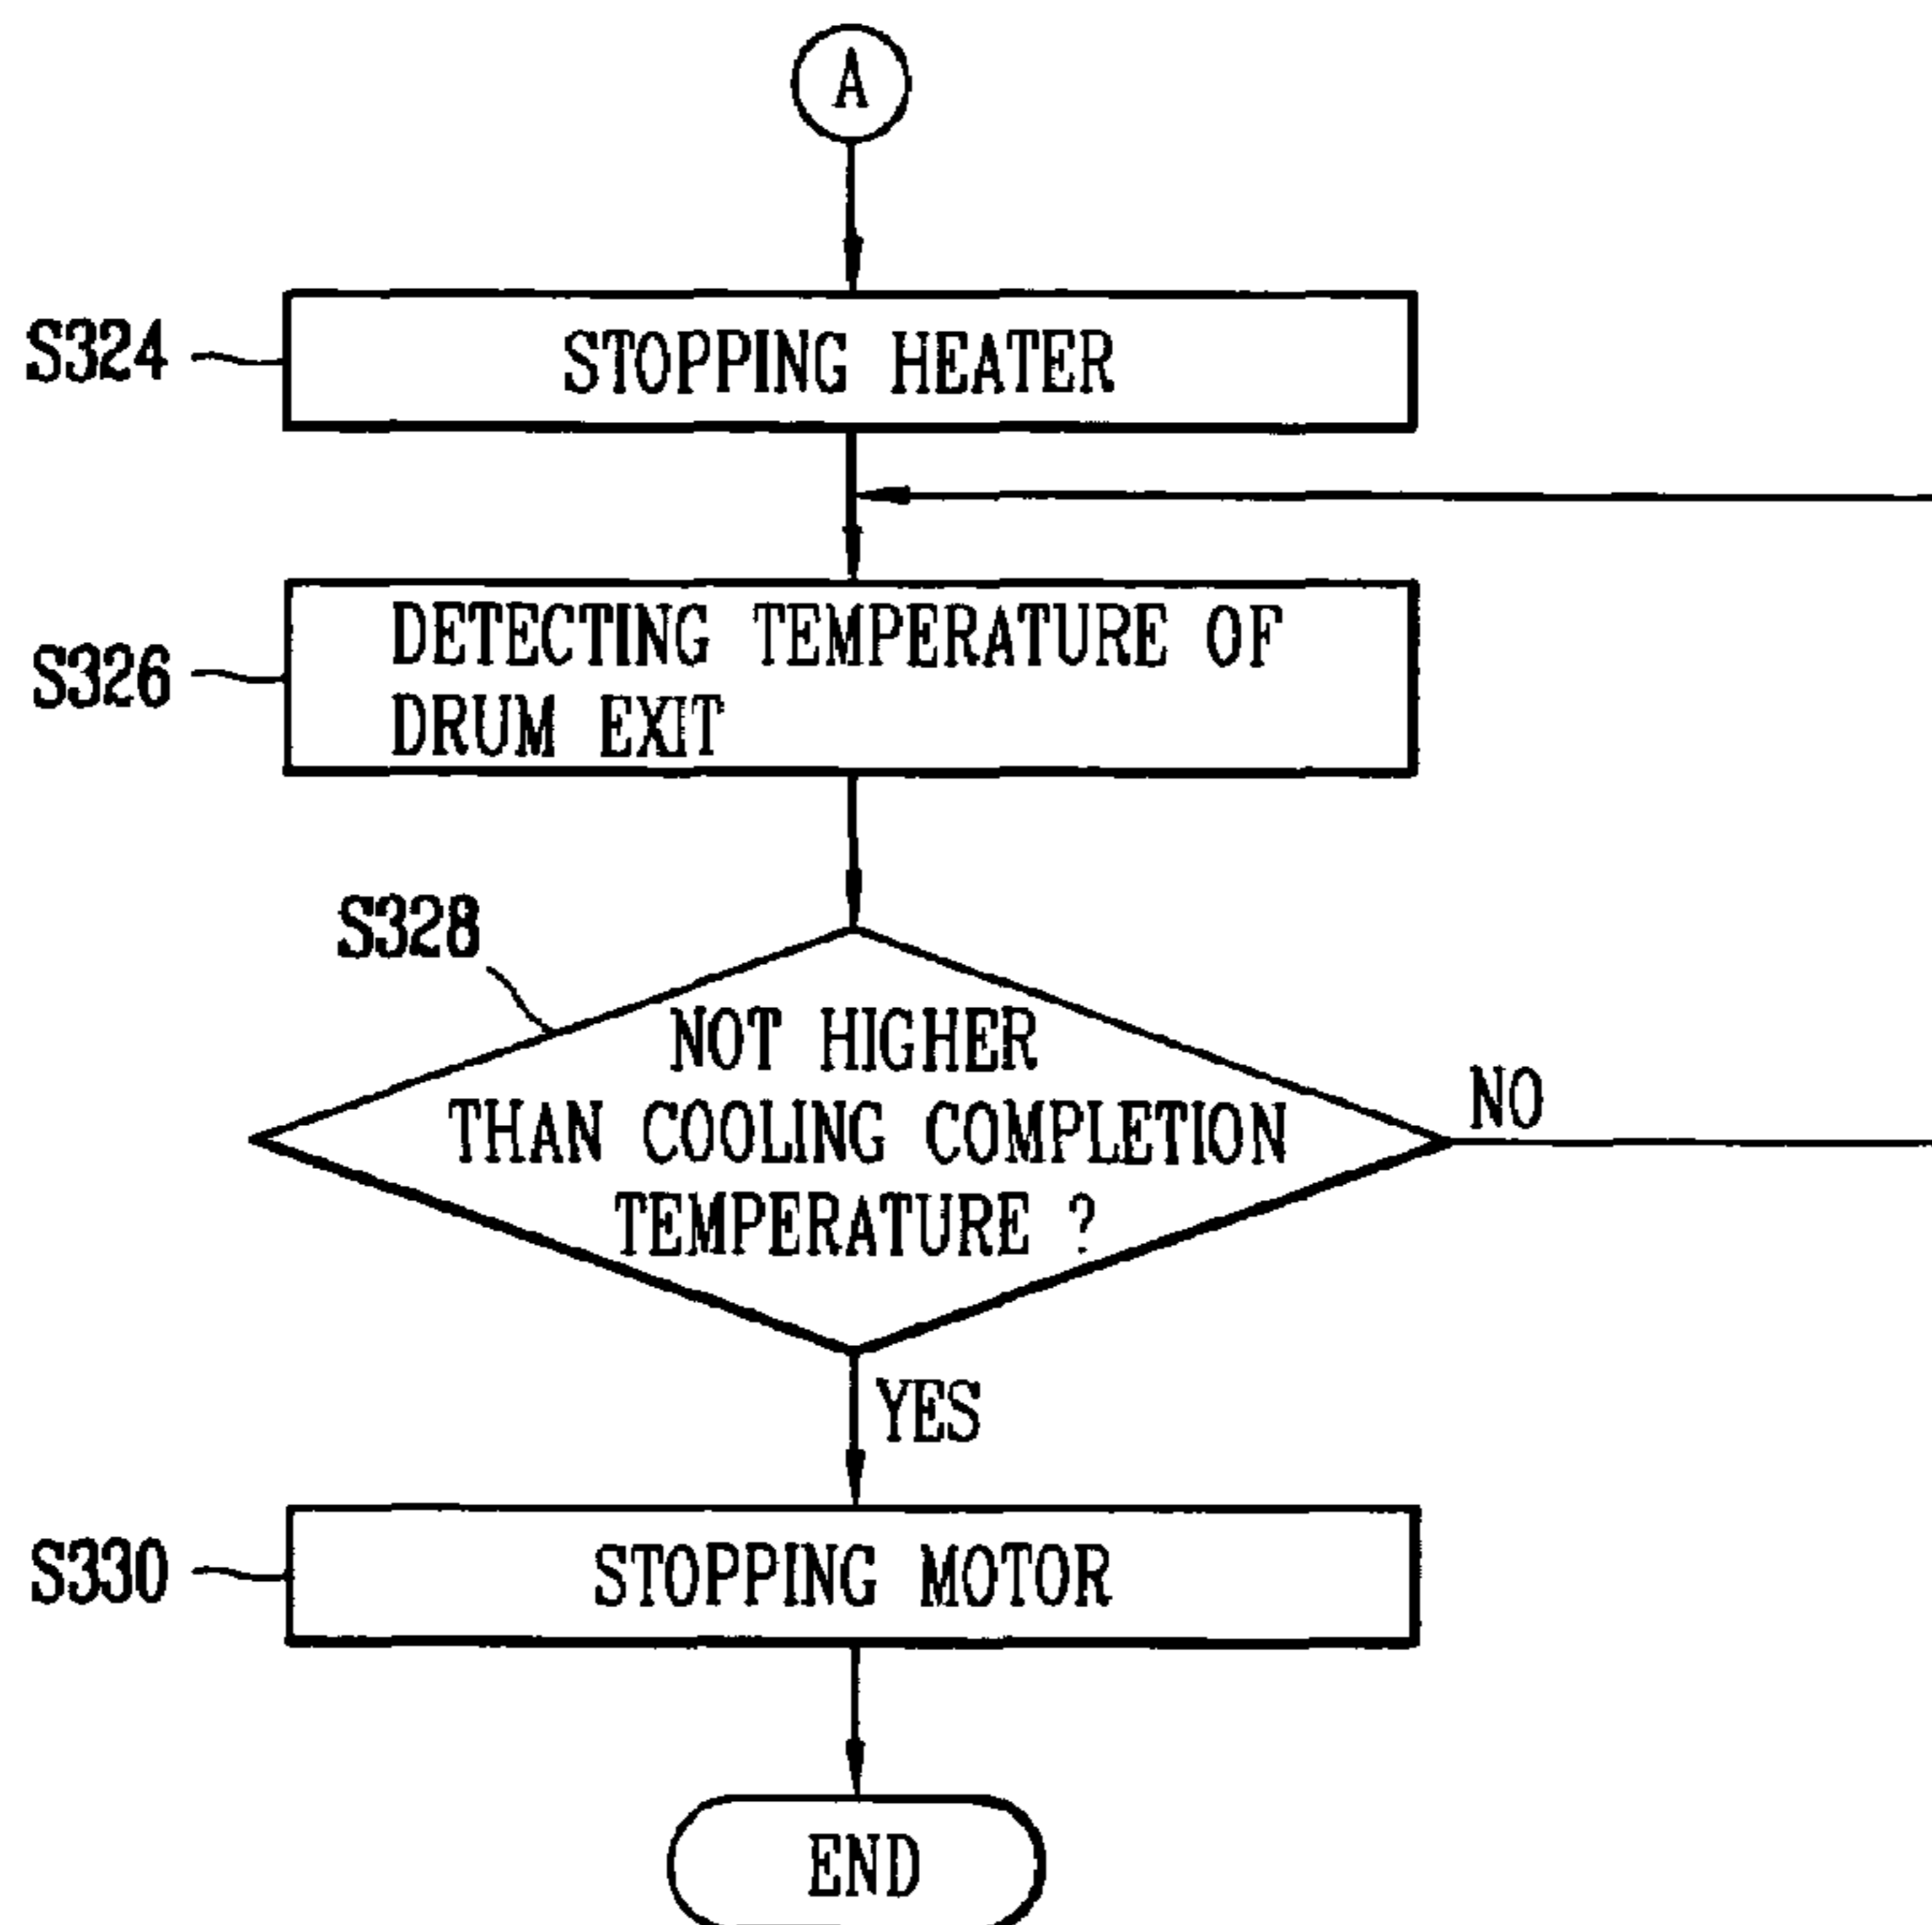 A
S324
STOPPING HEATER
S326
DETECTING TEMPERATURE OF
DRUM EXIT
S328
NOT HIGHER
THAN COOLING COMPLETION
TEMPERATURE ?
NO
YES
S330
STOPPING MOTOR
END